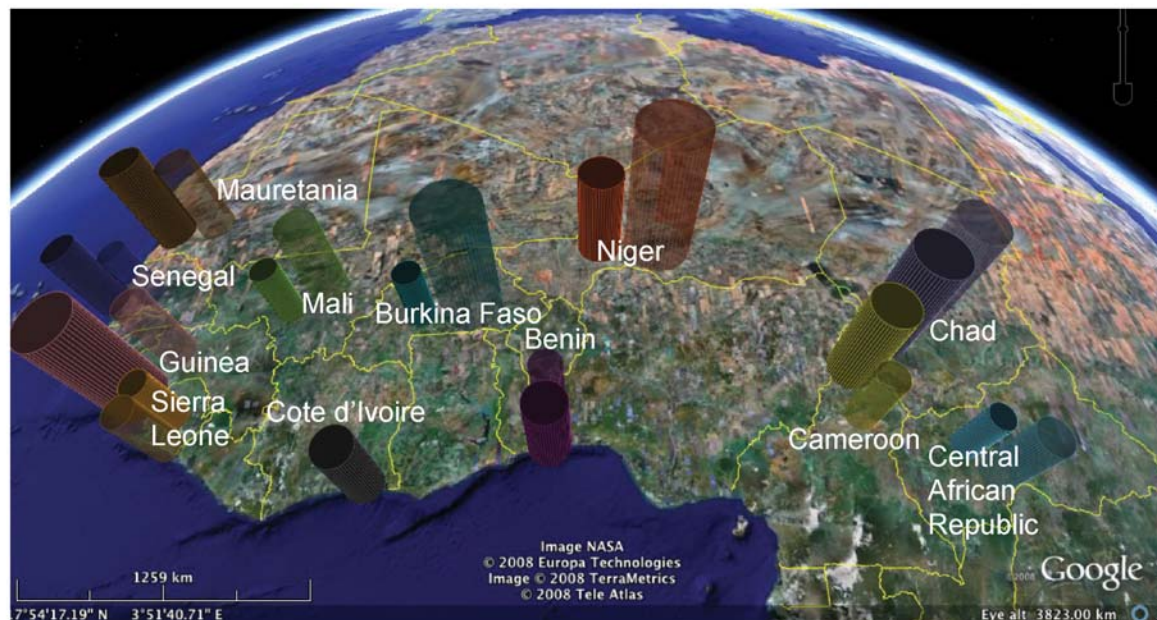 Mauretania
Senegal
Mali
Burkina Faso
Niger
Benin
Chad
Guinea
Sierra
Leone
Cote d'Ivoire
Cameroon
Central
African
Republic
Image NASA
© 2008 Europa Technologies
Image © 2008 TerraMetrics
© 2008 Tele Atlas
1259 km
©2008 Google
7°54'17.19" N 3°51'40.71" E
Eye alt 3823.00 km